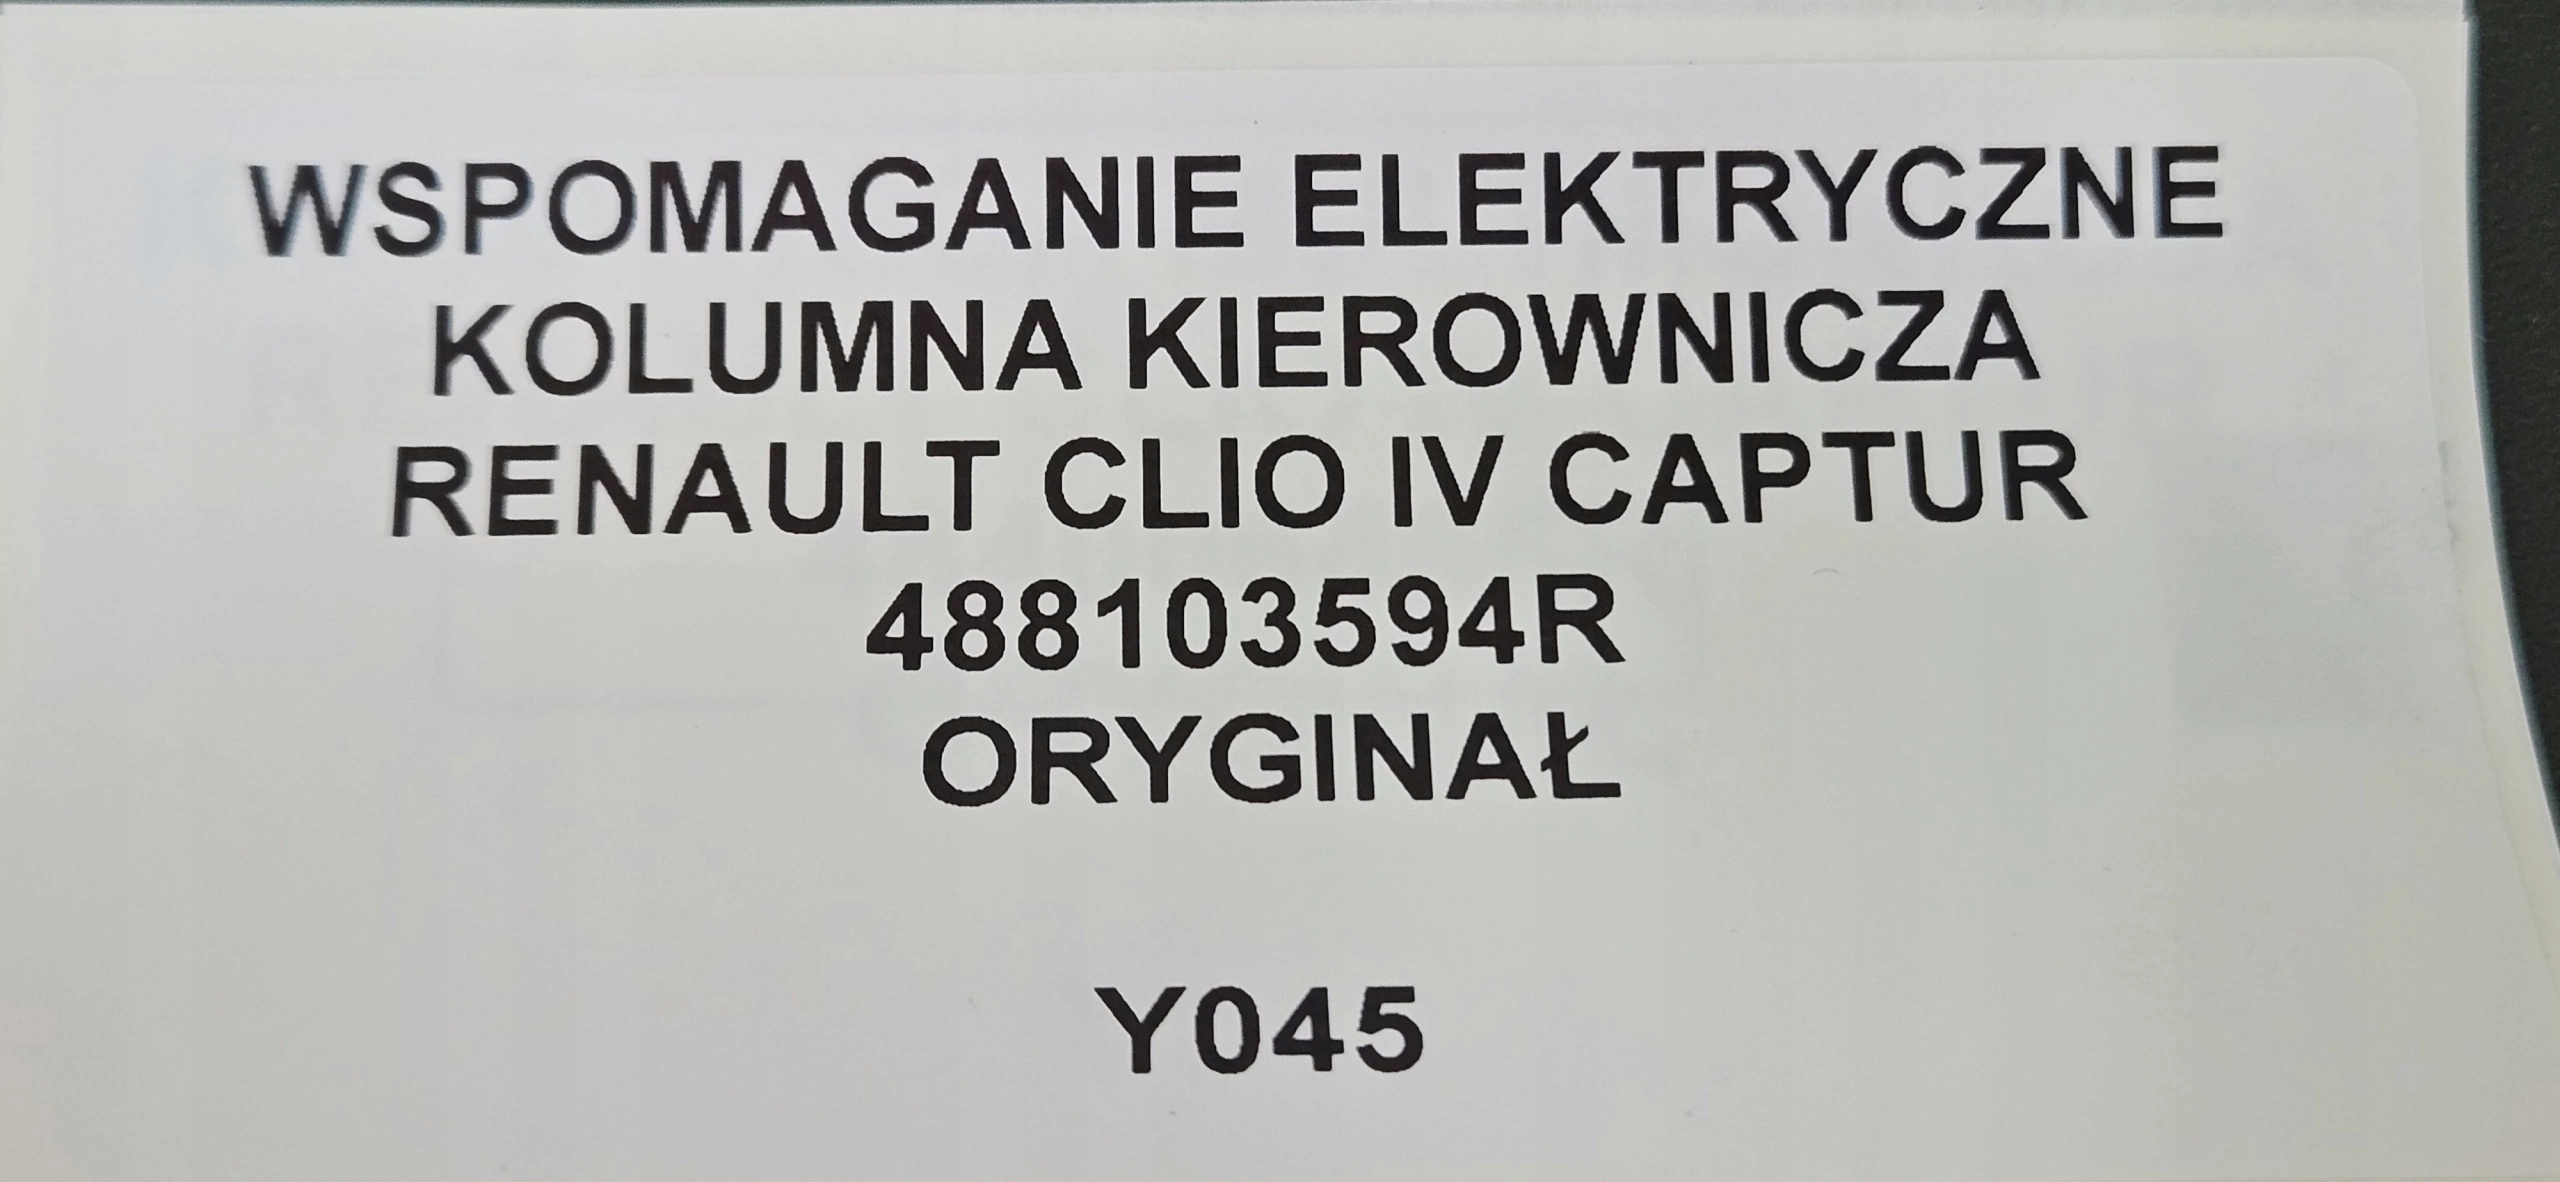 WSPOMAGANIE ELEKTRYCZNE
KOLUMNA KIEROWNICZA
RENAULT CLIO IV CAPTUR
488103594R
ORYGINAŁ
Y045